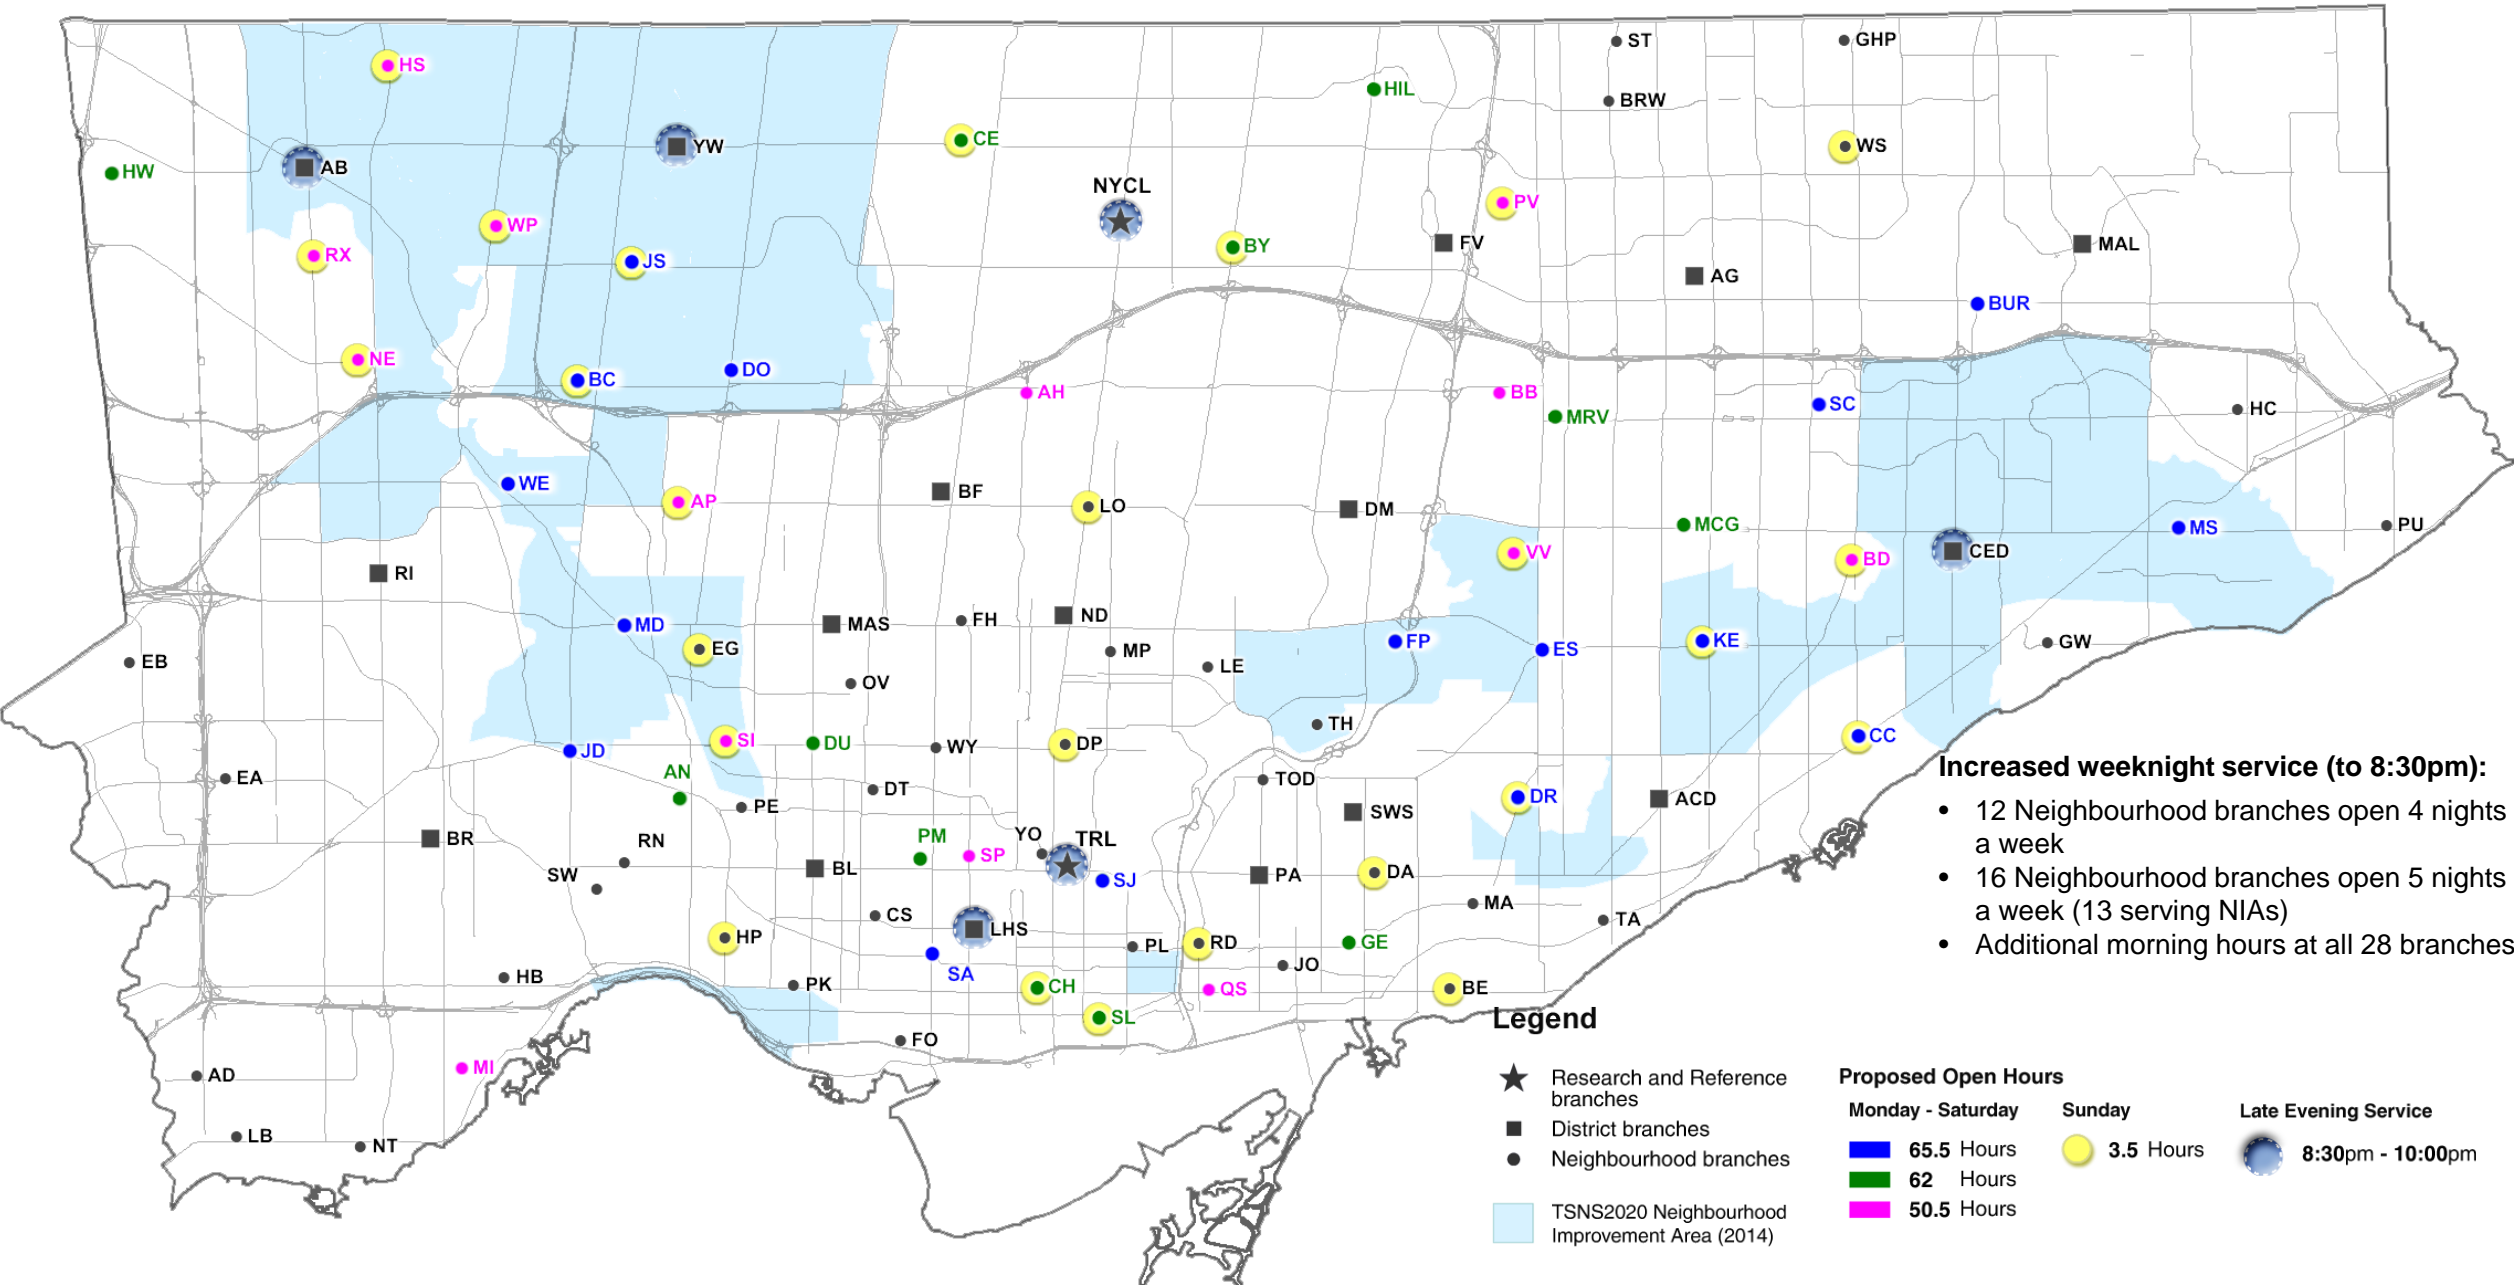 ST
GHP
HS
HIL
BRW
CE
YW
WS
AB
HW
NYCL
PV
WP
BY
FV
MAL
RX
JS
AG
BUR
NE
DO
BC
AH
BB
SC
MRV
HC
WE
BF
AP
LO
DM
MCG
PU
MS
VV
CED
BD
RI
ND
FH
MAS
MD
EG
MP
FP
KE
GW
ES
EB
LE
OV
TH
CC
SI
DU
WY
DP
JD
AN
EA
TOD
DT
DR
ACD
PE
SWS
BR
RN
PM
YO
TRL
SP
BL
SW
SJ
PA
DA
MA
CS
TA
LHS
HP
PL
RD
GE
SA
JO
HB
PK
CH
QS
BE
SL
FO
MI
AD
LB
NT
Increased weeknight service (to 8:30pm):
• 12 Neighbourhood branches open 4 nights
a week
• 16 Neighbourhood branches open 5 nights
a week (13 serving NIAs)
• Additional morning hours at all 28 branches
Legend
Research and Reference
branches
District branches
Neighbourhood branches
TSNS2020 Neighbourhood
Improvement Area (2014)
Proposed Open Hours
Monday - Saturday
65.5 Hours
62 Hours
50.5 Hours
Sunday
3.5 Hours
Late Evening Service
8:30pm - 10:00pm